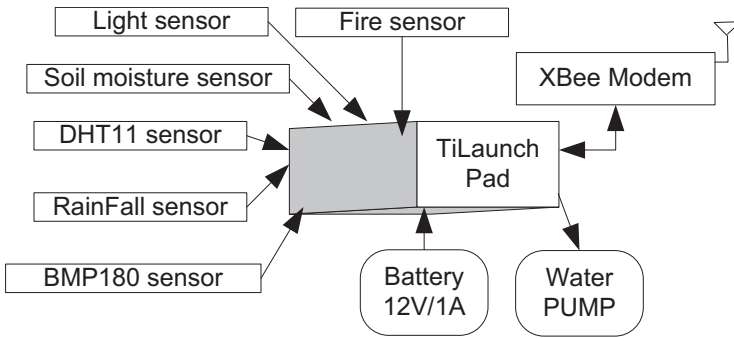 Light sensor
Fire sensor
Soil moisture sensor
XBee Modem
DHT11 sensor
TiLaunch
Pad
RainFall sensor
BMP180 sensor
Battery
12V/1A
Water
PUMP